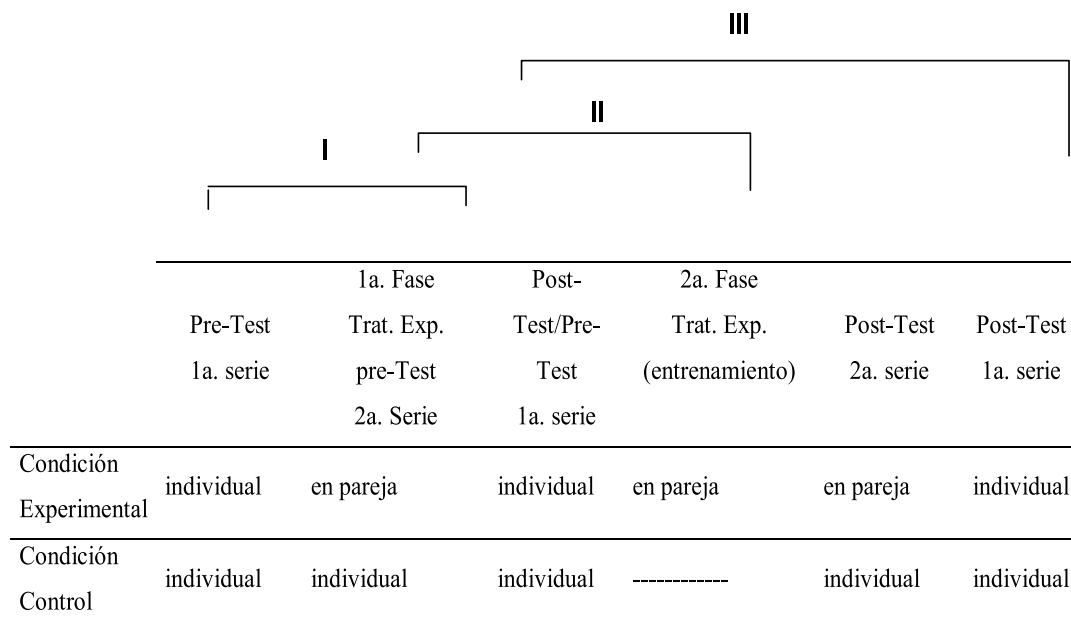 III
II
I
1a. Fase Post- 2a. Fase
Pre-Test Trat. Exp. Test/Pre- Trat. Exp. Post-Test Post-Test
1a. serie pre-Test Test (entrenamiento) 2a. serie 1a. serie
2a. Serie 1a. serie
Condición
Experimental individual en pareja individual en pareja en pareja individual
Condición
Control individual individual individual ------------ individual individual